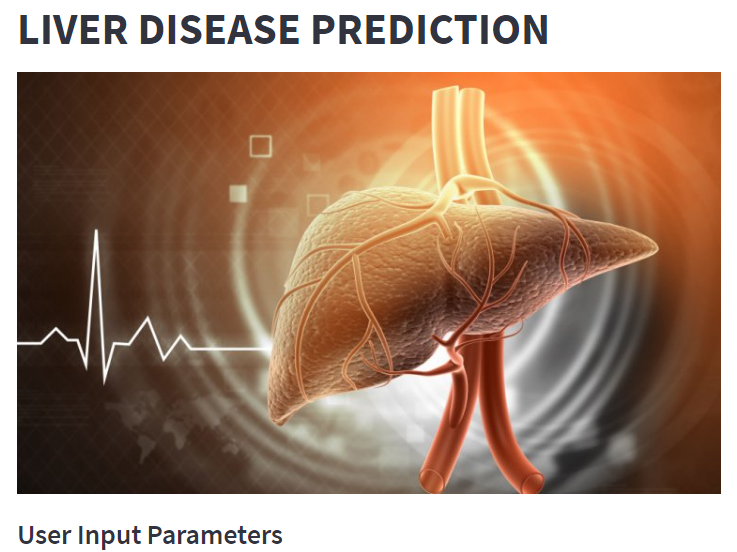 LIVER DISEASE PREDICTION
User Input Parameters